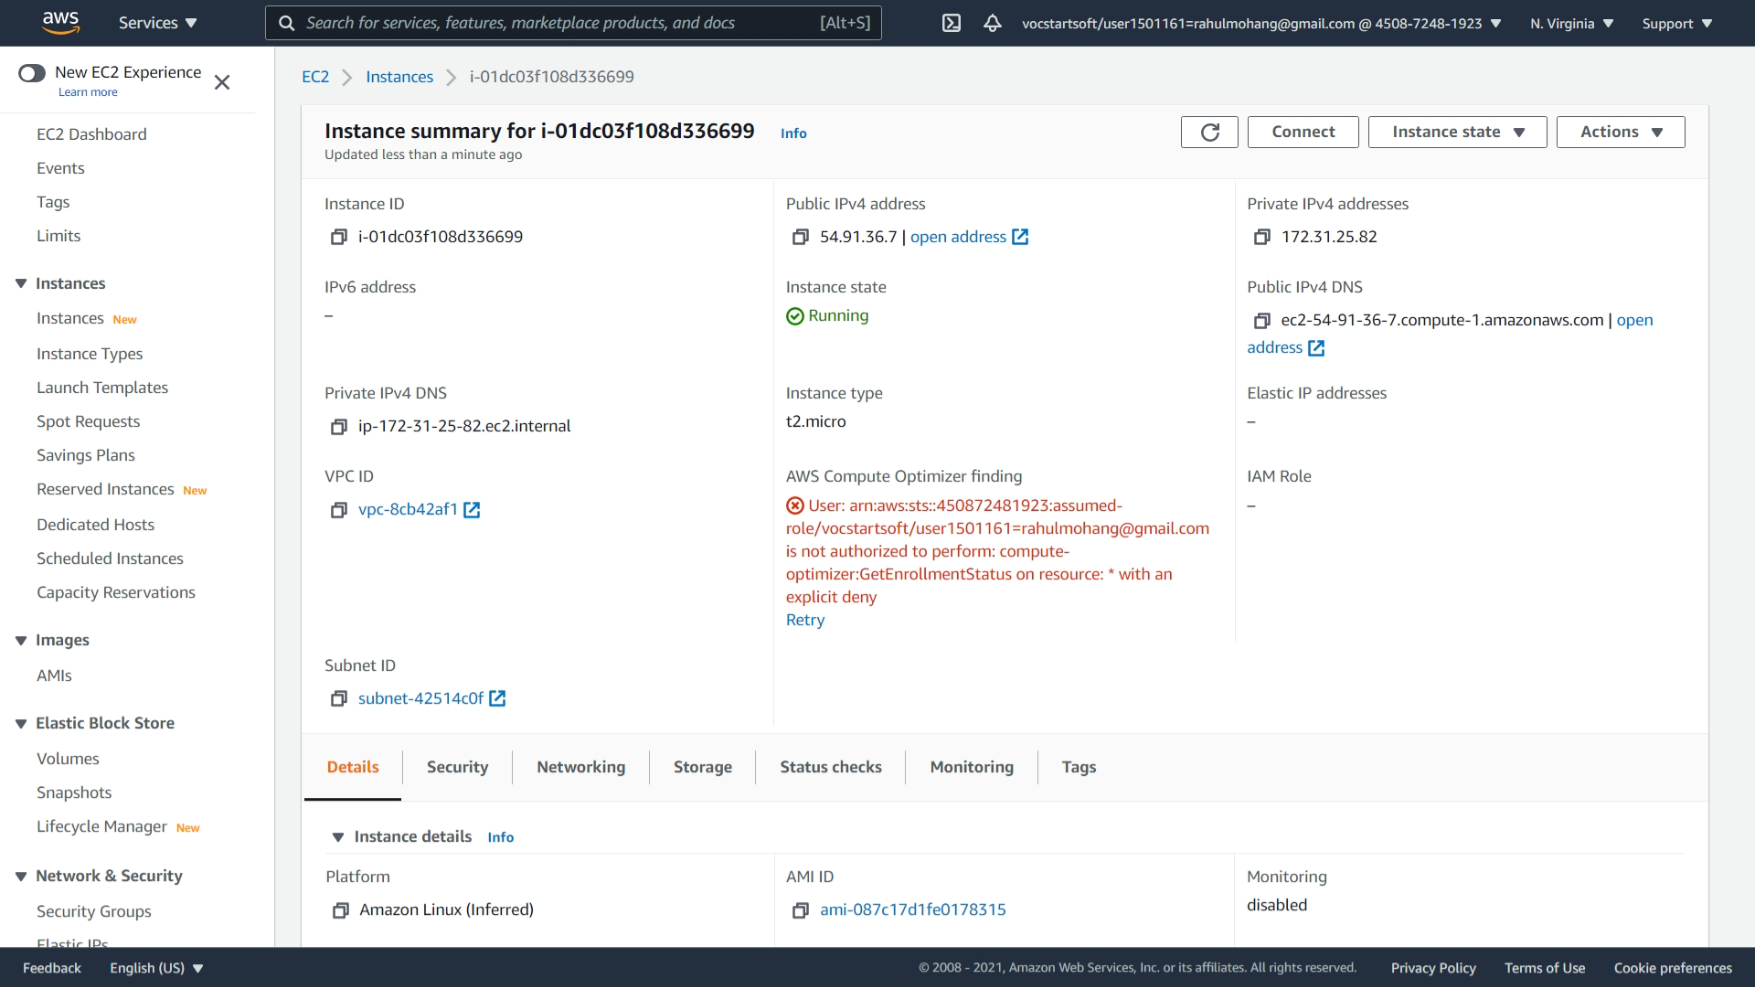 aws
Services
Search for services, features, marketplace products, and docs [Alt+S]
vocstartsoft/user1501161=rahulmohang@gmail.com @ 4508-7248-1923
N. Virginia
Support
New EC2 Experience
Learn more
EC2 Dashboard
Events
Tags
Limits
Instances
Instances New
Instance Types
Launch Templates
Spot Requests
Savings Plans
Reserved Instances New
Dedicated Hosts
Scheduled Instances
Capacity Reservations
Images
AMIs
Elastic Block Store
Volumes
Snapshots
Lifecycle Manager New
Network & Security
Security Groups
Elastic IPs
EC2 > Instances > i-01dc03f108d336699
Instance summary for i-01dc03f108d336699 Info
Updated less than a minute ago
Connect
Instance state
Actions
Instance ID
i-01dc03f108d336699
Public IPv4 address
54.91.36.7 | open address
Private IPv4 addresses
172.31.25.82
IPv6 address
–
Instance state
Running
Public IPv4 DNS
ec2-54-91-36-7.compute-1.amazonaws.com | open
address
Private IPv4 DNS
ip-172-31-25-82.ec2.internal
Instance type
t2.micro
Elastic IP addresses
–
VPC ID
vpc-8cb42af1
AWS Compute Optimizer finding
User: arn:aws:sts::450872481923:assumed-
role/vocstartsoft/user1501161=rahulmohang@gmail.com
is not authorized to perform: compute-
optimizer:GetEnrollmentStatus on resource: * with an
explicit deny
Retry
IAM Role
–
Subnet ID
subnet-42514c0f
Details
Security
Networking
Storage
Status checks
Monitoring
Tags
Instance details Info
Platform
Amazon Linux (Inferred)
AMI ID
ami-087c17d1fe0178315
Monitoring
disabled
Feedback
English (US)
© 2008 - 2021, Amazon Web Services, Inc. or its affiliates. All rights reserved.
Privacy Policy
Terms of Use
Cookie preferences